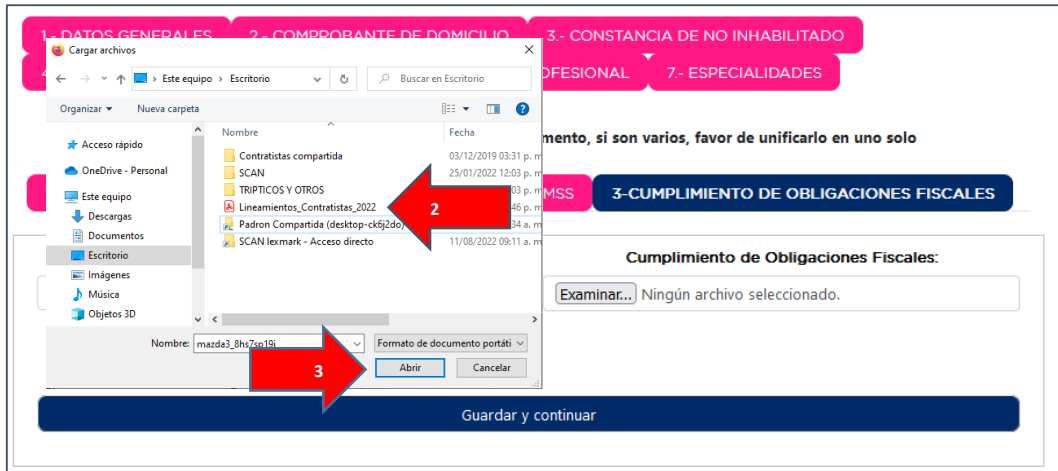 1.- DATOS GENERALES 2.- COMPROBANTE DE DOMICILIO 3.- CONSTANCIA DE NO INHABILITADO
Cargar archivos
OFESIONAL 7.- ESPECIALIDADES
Este equipo > Escritorio
Buscar en Escritorio
Organizar Nueva carpeta
Nombre Fecha
mento, si son varios, favor de unificarlo en uno solo
Acceso rápido
Contratistas compartida 03/12/2019 03:31 p. m
OneDrive - Personal
SCAN 25/01/2022 12:03 p. m
TRIPTICOS Y OTROS 03 p. m
Este equipo
Lineamientos_Contratistas_2022 2 46 p. m
MSS 3-CUMPLIMIENTO DE OBLIGACIONES FISCALES
Descargas
Padron Compartida (desktop-ck6j2do) 34 a. m
Documentos
SCAN lexmark - Acceso directo 11/08/2022 09:11 a. m
Escritorio
Cumplimiento de Obligaciones Fiscales:
Imágenes
Música
Examinar... Ningún archivo seleccionado.
Objetos 3D
Nombre: mazda3_8hs7sp19i Formato de documento portáti
3 Abrir Cancelar
Guardar y continuar